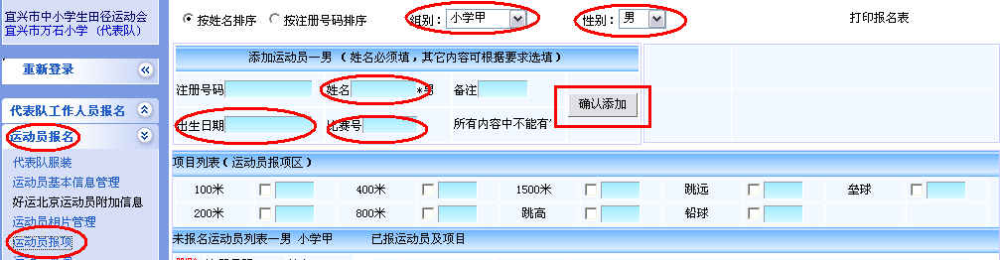 宜兴市中小学生田径运动会
宜兴市万石小学（代表队）
重新登录
代表队工作人员报名
运动员报名
代表队服装
运动员基本信息管理
好运北京运动员附加信息
运动员相片管理
运动员报项
按姓名排序 按注册号码排序 组别：小学甲 性别：男 打印报名表
添加运动员—男（姓名必须填，其它内容可根据要求选填）
注册号码 姓名 *男 备注 确认添加
出生日期 比赛号 所有内容中不能有'
项目列表（运动员报项区）
100米 400米 1500米 跳远 垒球
200米 800米 跳高 铅球
未报名运动员列表—男 小学甲 已报运动员及项目